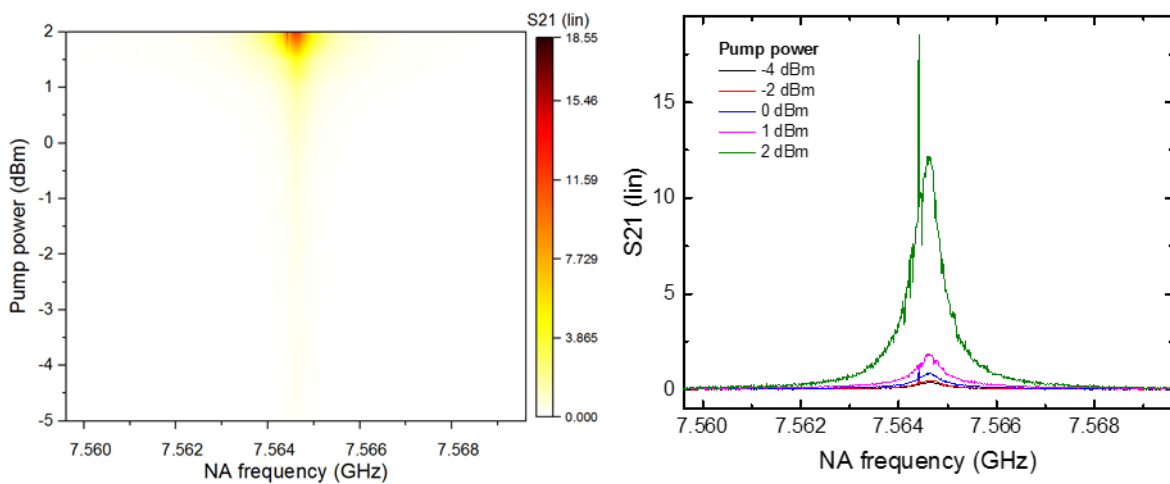 S21 (lin)
2
1
0
-1
-2
-3
-4
-5
Pump power (dBm)
7.560
7.562
7.564
7.566
7.568
NA frequency (GHz)
18.55
15.46
11.59
7.729
3.865
0.000
Pump power
-4 dBm
-2 dBm
0 dBm
1 dBm
2 dBm
15
10
5
0
S21 (lin)
7.560
7.562
7.564
7.566
7.568
NA frequency (GHz)